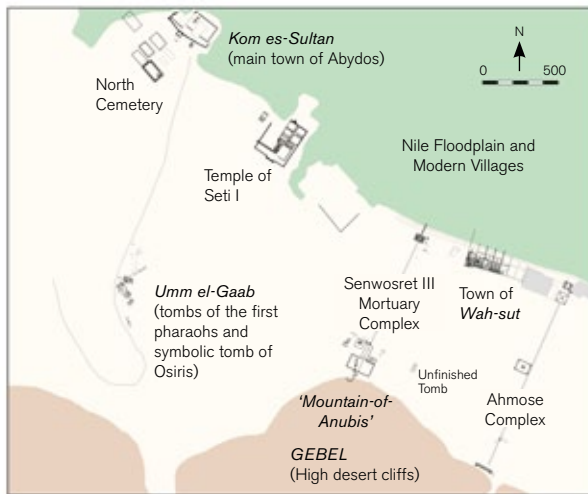 Kom es-Sultan
(main town of Abydos)
N
0 500
North
Cemetery
Nile Floodplain and
Modern Villages
Temple of
Seti I
Umm el-Gaab
(tombs of the first
pharaohs and
symbolic tomb of
Osiris)
Senwosret III
Mortuary
Complex
Town of
Wah-sut
Unfinished
Tomb
Ahmose
Complex
'Mountain-of-
Anubis'
GEBEL
(High desert cliffs)